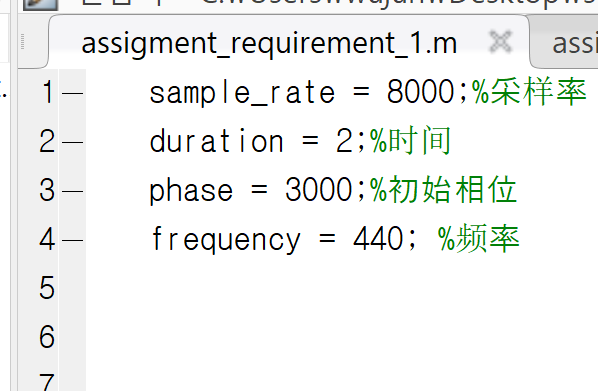 assigment_requirement_1.m
1 sample_rate = 8000;%采样率
2 duration = 2;%时间
3 phase = 3000;%初始相位
4 frequency = 440; %频率
5
6
7